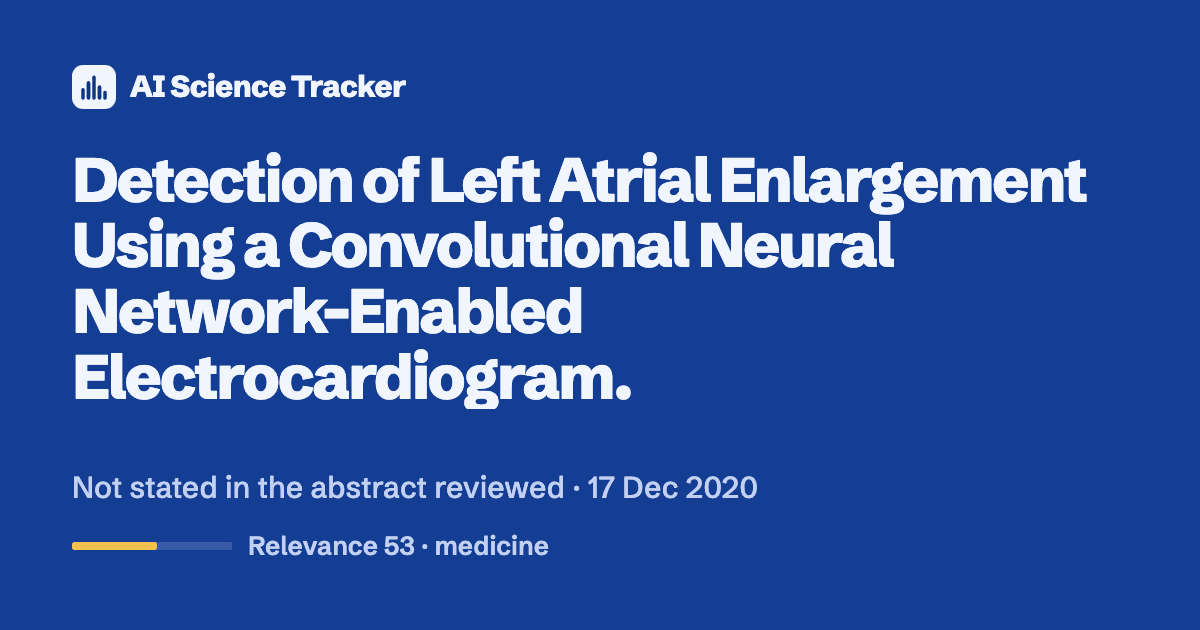 AI Science Tracker
Detection of Left Atrial Enlargement
Using a Convolutional Neural
Network-Enabled
Electrocardiogram.
Not stated in the abstract reviewed · 17 Dec 2020
Relevance 53 · medicine